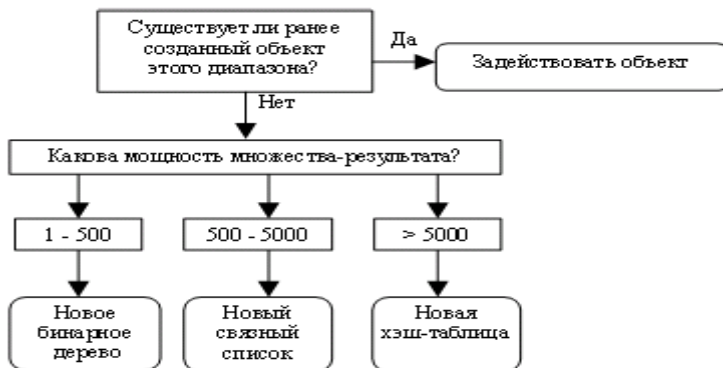 Существует ли ранее
созданный объект
этого диапазона?
Да
Задействовать объект
Нет
Какова мощность множества-результата?
1 - 500
500 - 5000
> 5000
Новое
бинарное
дерево
Новый
связный
список
Новая
хэш-таблица